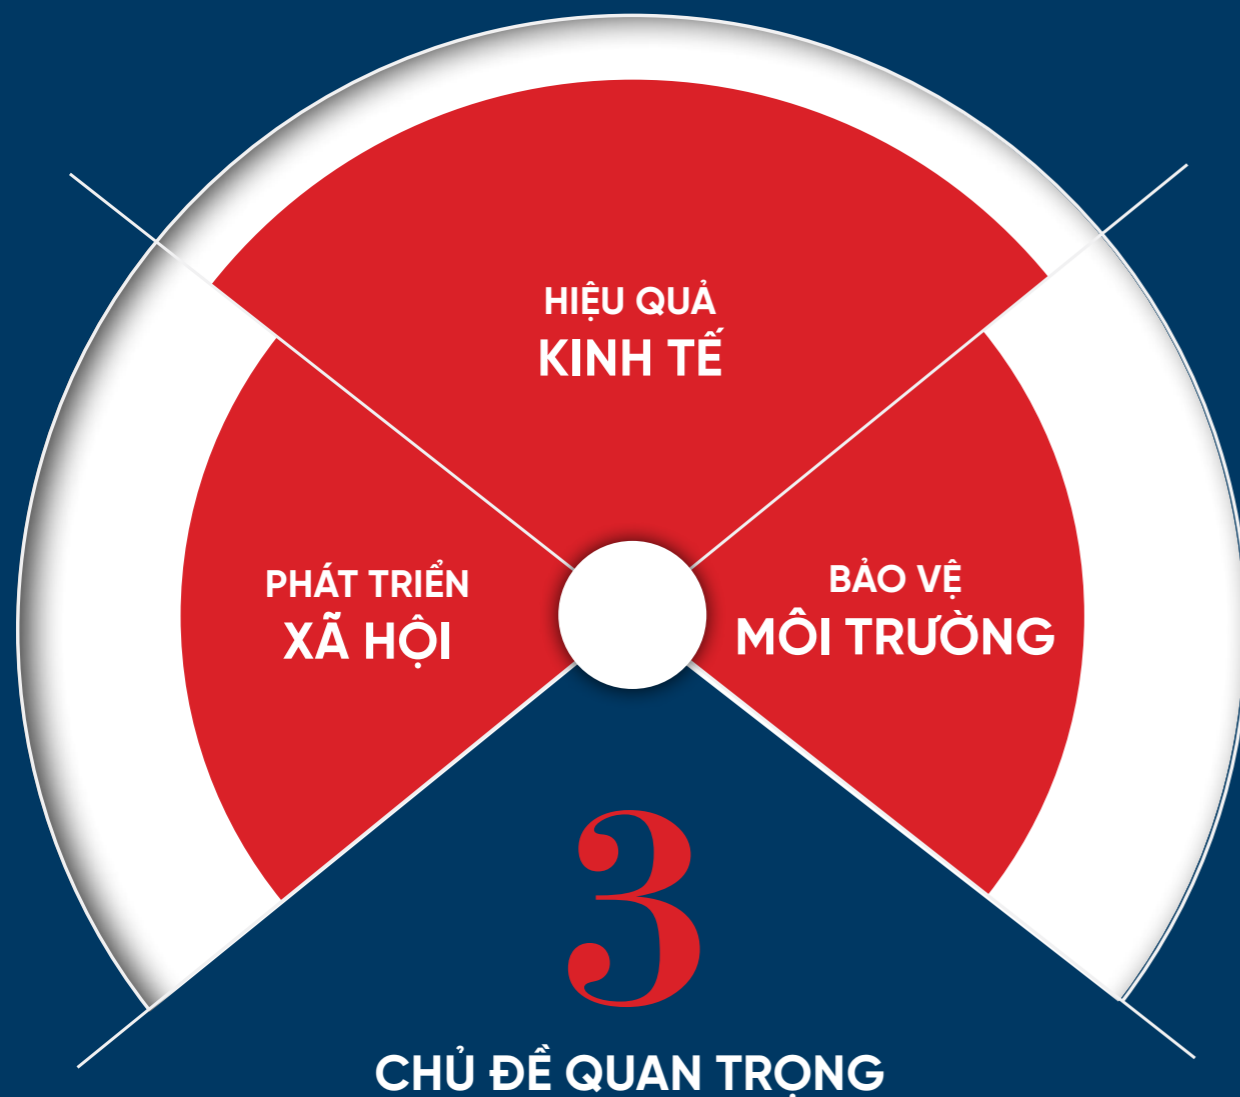 HIỆU QUẢ
KINH TẾ
PHÁT TRIỂN
XÃ HỘI
BẢO VỆ
MÔI TRƯỜNG
3
CHỦ ĐỀ QUAN TRỌNG